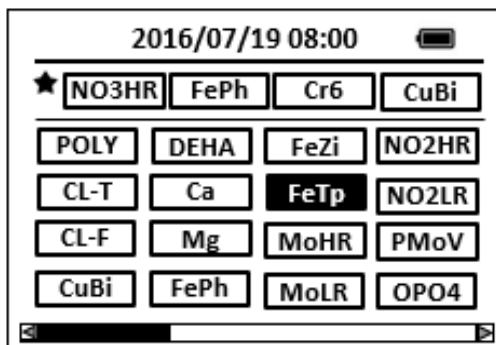 2016/07/19 08:00
NO3HR FePh Cr6 CuBi
POLY DEHA FeZi NO2HR
CL-T Ca FeTp NO2LR
CL-F Mg MoHR PMoV
CuBi FePh MoLR OPO4